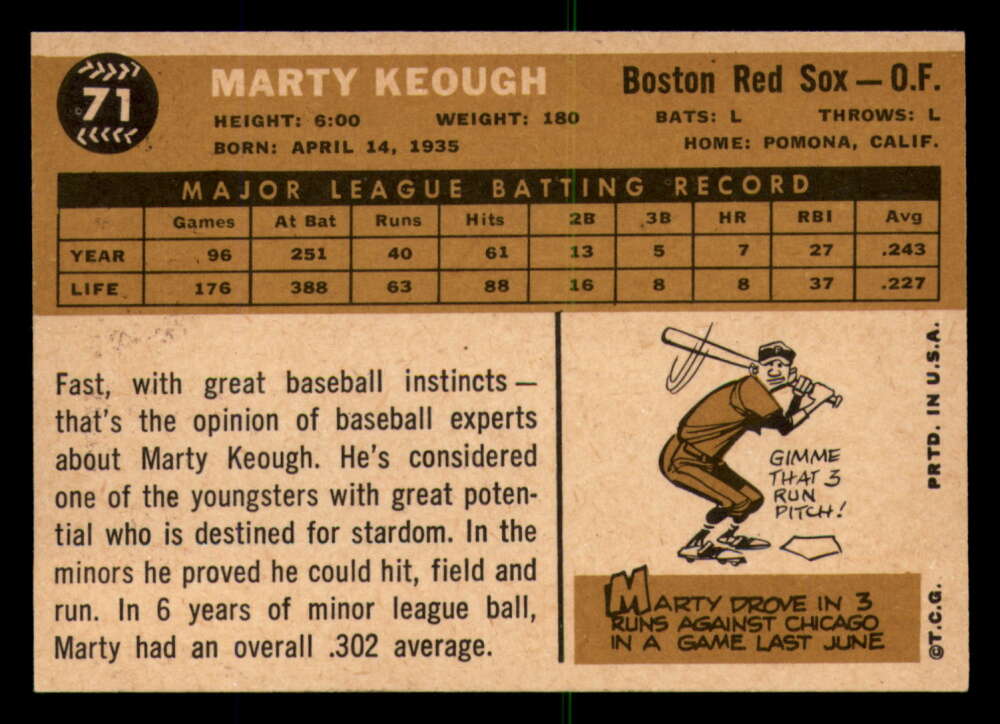 71
MARTY KEOUGH
Boston Red Sox — O.F.
HEIGHT: 6:00 WEIGHT: 180 BATS: L THROWS: L
BORN: APRIL 14, 1935 HOME: POMONA, CALIF.
MAJOR LEAGUE BATTING RECORD
Games At Bat Runs Hits 2B 3B HR RBI Avg
YEAR 96 251 40 61 13 5 7 27 .243
LIFE 176 388 63 88 16 8 8 37 .227
Fast, with great baseball instincts —
that's the opinion of baseball experts
about Marty Keough. He's considered
one of the youngsters with great poten-
tial who is destined for stardom. In the
minors he proved he could hit, field and
run. In 6 years of minor league ball,
Marty had an overall .302 average.
GIMME
THAT 3
RUN
PITCH!
MARTY DROVE IN 3
RUNS AGAINST CHICAGO
IN A GAME LAST JUNE
©T.C.G. PRTD. IN U.S.A.